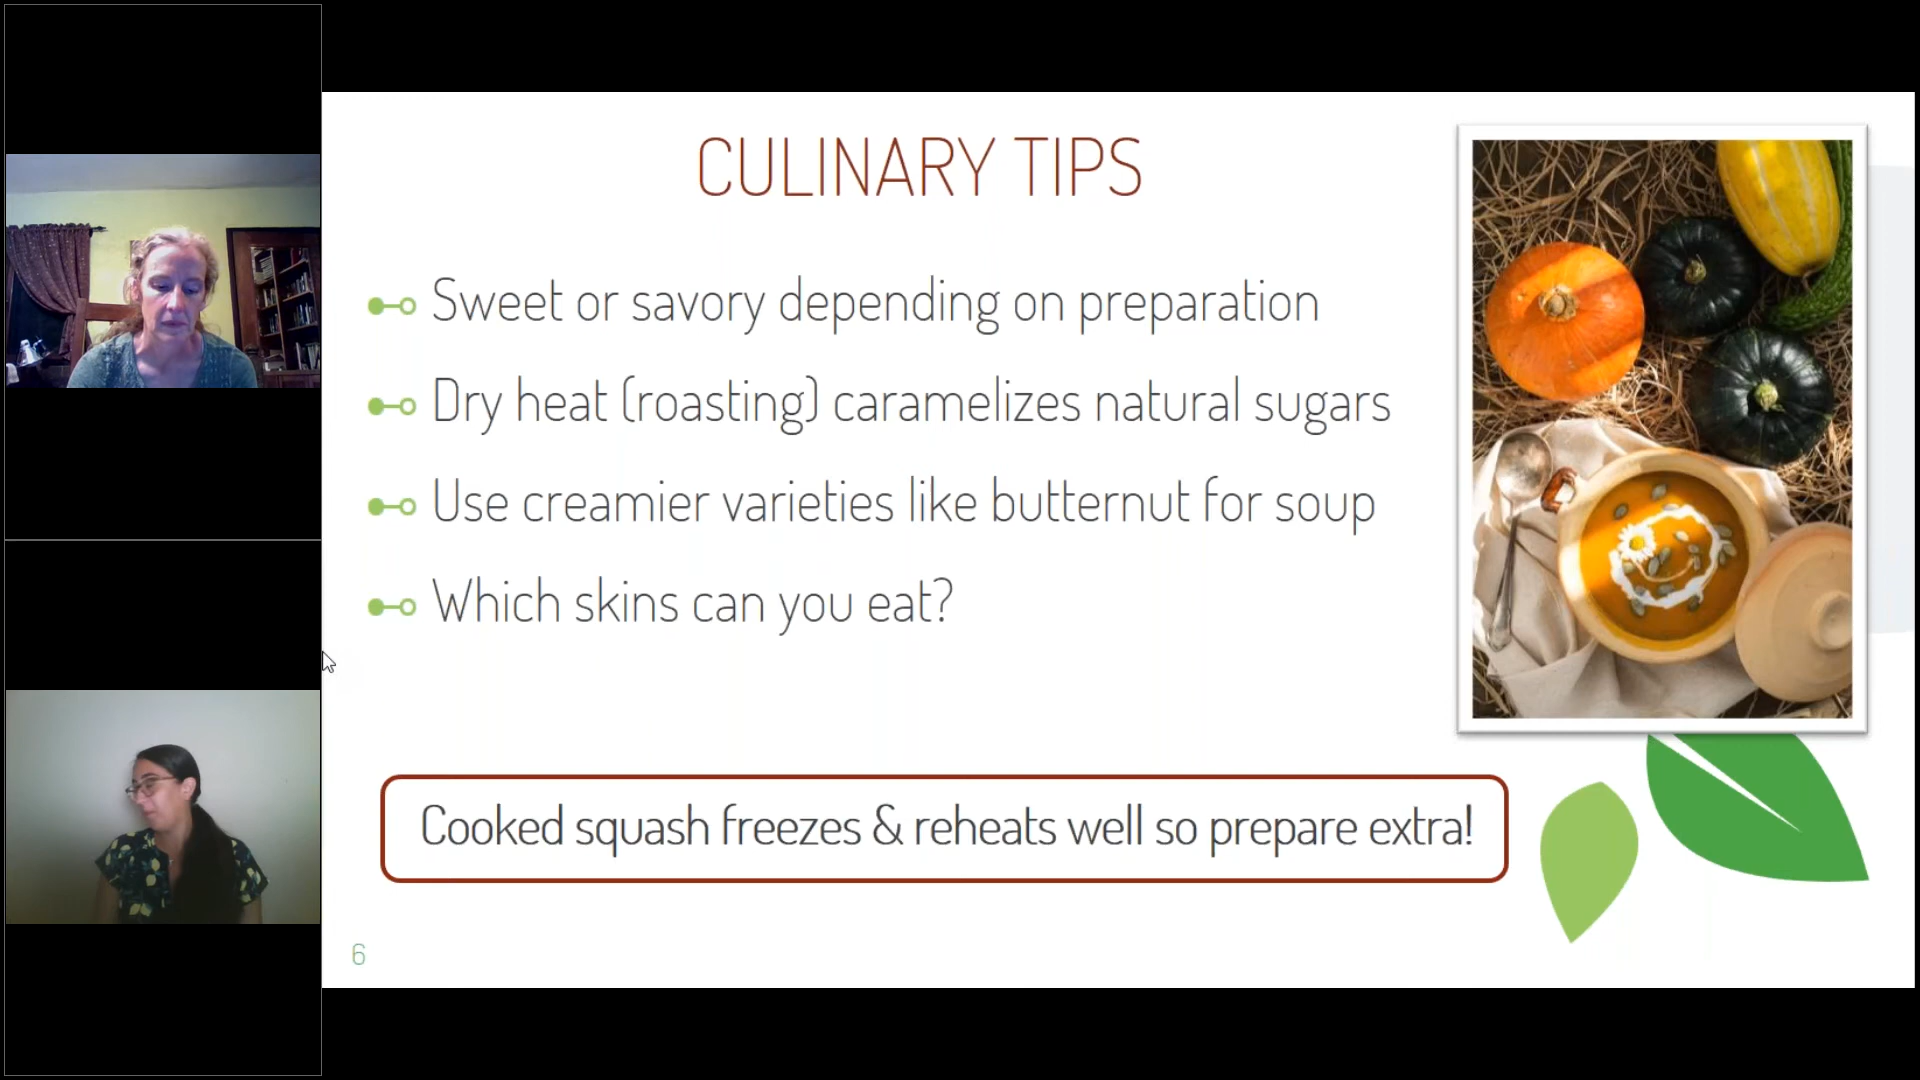 CULINARY TIPS
Sweet or savory depending on preparation
Dry heat (roasting) caramelizes natural sugars
Use creamier varieties like butternut for soup
Which skins can you eat?
Cooked squash freezes & reheats well so prepare extra!
6